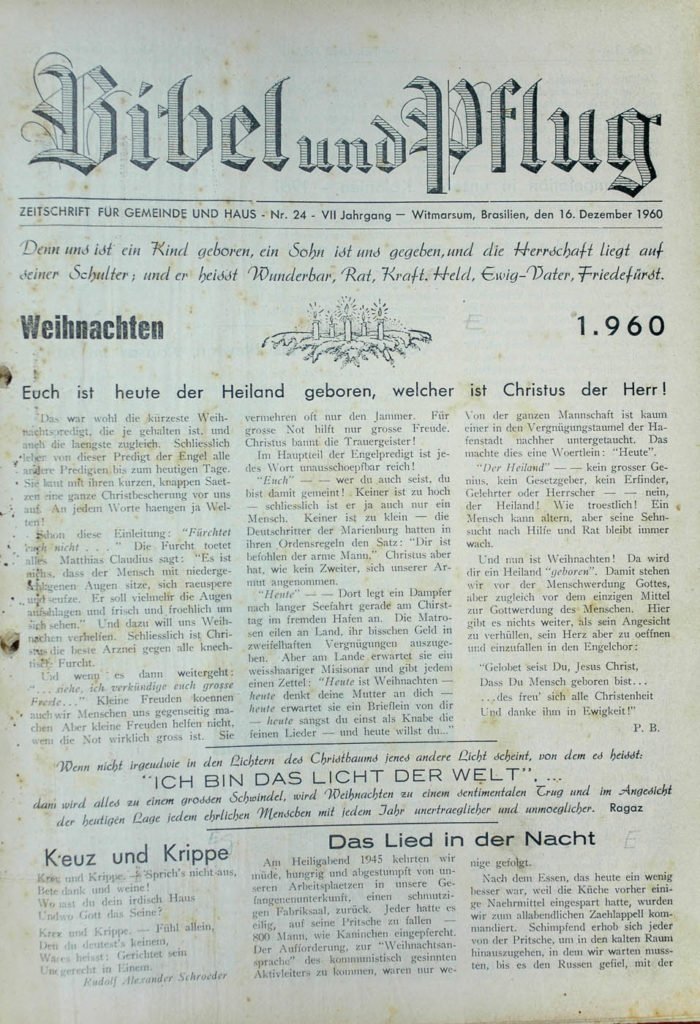 Bibel und Pflug
ZEITSCHRIFT FÜR GEMEINDE UND HAUS - Nr. 24 - VII Jahrgang — Witmarsum, Brasilien, den 16. Dezember 1960
Denn uns ist ein Kind geboren, ein Sohn ist uns gegeben, und die Herrschaft liegt auf
seiner Schulter; und er heisst Wunderbar, Rat, Kraft, Held, Ewig-Vater, Friedefürst.
Weihnachten
1.960
Euch ist heute der Heiland geboren, welcher ist Christus der Herr!
Das war wohl die kürzeste Weih-
nachtspredigt, die je gehalten ist, und
auch die laengste zugleich. Schliesslich
leben von dieser Predigt der Engel alle
andere Predigten bis zum heutigen Tage.
Sie laut mit ihren kurzen, knappen Saet-
zen eine ganze Christbescherung vor uns
auf. An jedem Worte haengen ja Wel-
ten!
Schon diese Einleitung: "Fürchtet
euch nicht . . . ." Die Furcht toetet
alles. Matthias Claudius sagt: "Es ist
nichts, dass der Mensch mit niederge-
schlagenen Augen sitze, sich raeuspere
und seufze. Er soll vielmehr die Augen
aufschlagen und frisch und froehlich um
sich sehen." Und dazu will uns Weih-
nachen verhelfen. Schliesslich ist Chri-
stus die beste Arznei gegen alle knech-
tische Furcht.
Und wenn es dann weitergeht:
". . . siehe, ich verkündige euch grosse
Freude..." Kleine Freuden koennen
auch wir Menschen uns gegenseitig ma-
chen Aber kleine Freuden helfen nicht,
wenn die Not wirklich gross ist. Sie
vermehren oft nur den Jammer. Für
grosse Not hilft nur grosse Freude.
Christus bannt die Trauergeister!
Im Hauptteil der Engelpredigt ist je-
des Wort unausschoepfbar reich!
"Euch" — — wer du auch seist, du
bist damit gemeint! Keiner ist zu hoch
— schliesslich ist er ja auch nur ein
Mensch. Keiner ist zu klein — die
Deutschritter der Marienburg hatten in
ihren Ordensregeln den Satz: "Dir ist
befohlen der arme Mann." Christus aber
hat, wie kein Zweiter, sich unserer Ar-
mut angenommen.
"Heute" — — Dort legt ein Dampfer
nach langer Seefahrt gerade am Christ-
tag im fremden Hafen an. Die Matro-
sen eilen an Land, ihr bisschen Geld in
zweifelhaften Vergnügungen auszuge-
ben. Aber am Lande erwartet sie ein
weisshaariger Misisonar und gibt jedem
einen Zettel: "Heute ist Weihnachten —
heute denkt deine Mutter an dich —
heute erwartet sie ein Brieflein von dir
— heute sangst du einst als Knabe die
feinen Lieder — und heute willst du..."
Von der ganzen Mannschaft ist kaum
einer in den Vergnügungstaumel der Ha-
fenstadt nachher untergetaucht. Das
machte dies eine Woertlein: "Heute".
"Der Heiland" — — kein grosser Ge-
nius, kein Gesetzgeber, kein Erfinder,
Gelehrter oder Herrscher — — nein,
der Heiland! Wie troestlich! Ein
Mensch kann altern, aber seine Sehn-
sucht nach Hilfe und Rat bleibt immer
wach.
Und nun ist Weihnachten! Da wird
dir ein Heiland "geboren". Damit stehen
wir vor der Menschwerdung Gottes,
aber zugleich vor dem einzigen Mittel
zur Gottwerdung des Menschen. Hier
gibt es nichts weiter, als sein Angesicht
zu verhüllen, sein Herz aber zu oeffnen
und einzufallen in den Engelchor:
"Gelobet seist Du, Jesus Christ,
Dass Du Mensch geboren bist...
. . .des freu' sich alle Christenheit
Und danke ihm in Ewigkeit!"
P. B.
"Wenn nicht irgendwie in den Lichtern des Christbaums jenes andere Licht scheint, von dem es heisst:
"ICH BIN DAS LICHT DER WELT", ...
dann wird alles zu einem grossen Schwindel, wird Weihnachten zu einem sentimentalen Trug und im Angesicht
der heutigen Lage jedem ehrlichen Menschen mit jedem Jahr unertraeglicher und unmoeglicher. Ragaz
Kreuz und Krippe
Kreuz und Krippe. — Sprich's nicht aus,
Bete dank und weine!
Wo hast du dein irdisch Haus
Und wo Gott das Seine?
Kreuz und Krippe. — Fühl allein,
Den du deutest's keinem,
Was es heisst: Gerichtet sein
Und gerecht in Einem.
Rudolf Alexander Schroeder
Das Lied in der Nacht
Am Heiligabend 1945 kehrten wir
müde, hungrig und abgestumpft von un-
seren Arbeitsplaetzen in unsere Ge-
fangenenunterkunft, einen schmutzi-
gen Fabriksaal, zurück. Jeder hatte es
eilig, auf seine Pritsche zu fallen —
800 Mann, wie Kaninchen eingepfercht.
Der Aufforderung, zur "Weihnachtsan-
sprache" des kommunistisch gesinnten
Aktivleiters zu kommen, waren nur we-
nige gefolgt.
Nach dem Essen, das heute ein wenig
besser war, weil die Küche vorher eini-
ge Naehrmittel eingespart hatte, wurden
wir zum allabendlichen Zaehlappell kom-
mandiert. Schimpfend erhob sich jeder
von der Pritsche, um in den kalten Raum
hinauszugehen, in dem wir warten muss-
ten, bis es den Russen gefiel, mit der